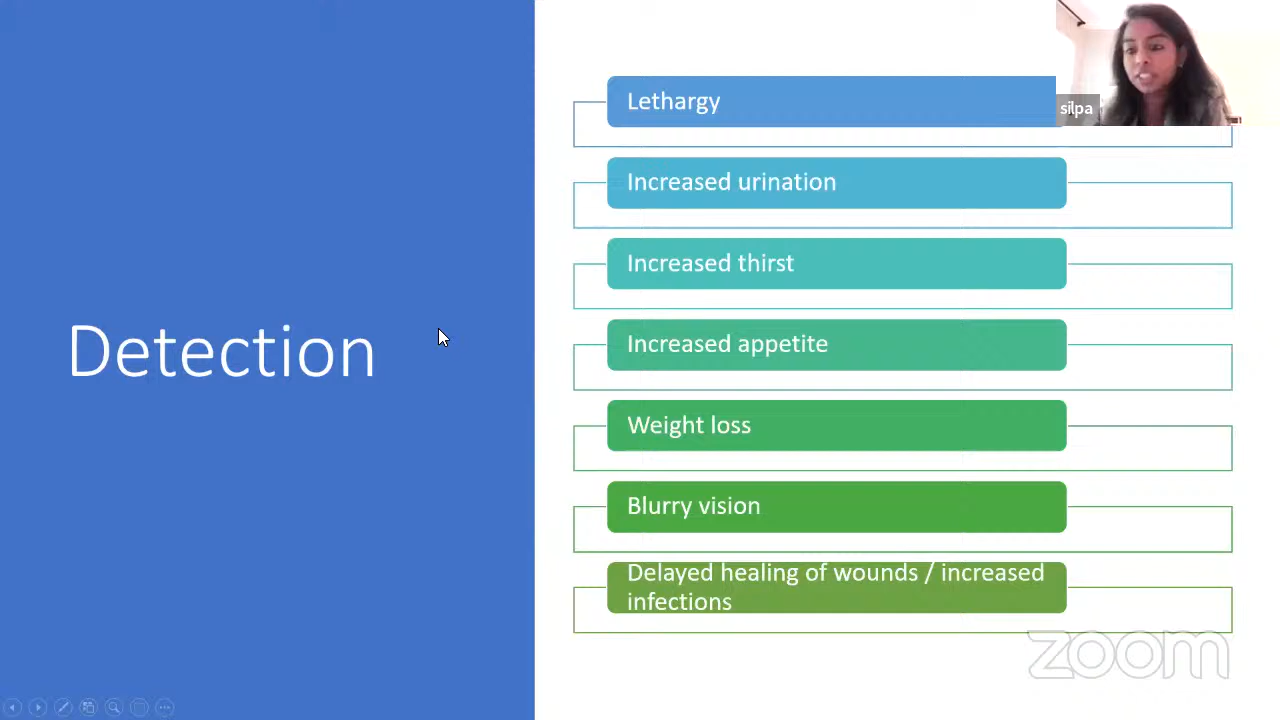 Lethargy
silpa
Increased urination
Increased thirst
Detection
Increased appetite
Weight loss
Blurry vision
Delayed healing of wounds / increased
infections
zoom